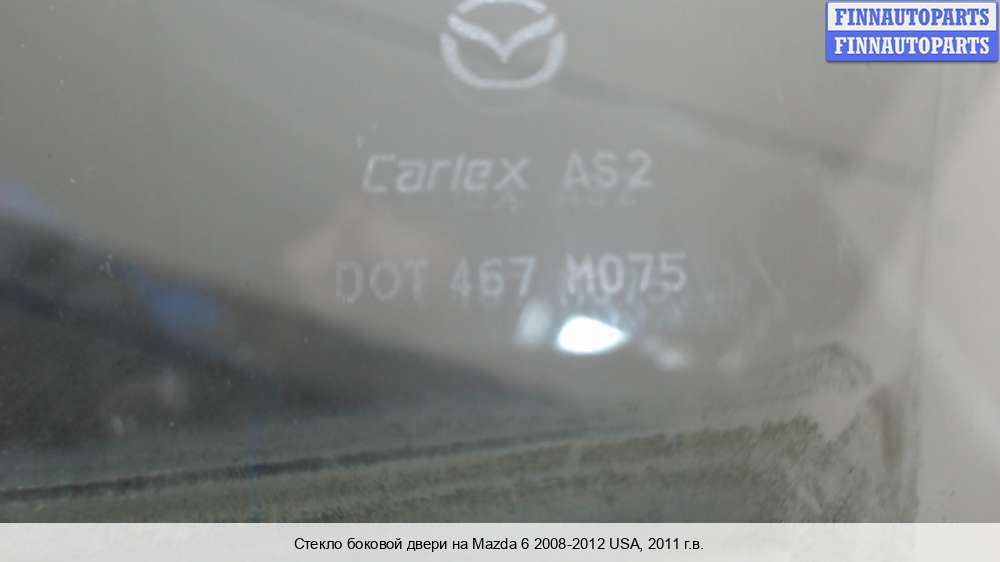 FINNAUTOPARTS
FINNAUTOPARTS
Carlex AS2
DOT 467 M075
Стекло боковой двери на Mazda 6 2008-2012 USA, 2011 г.в.